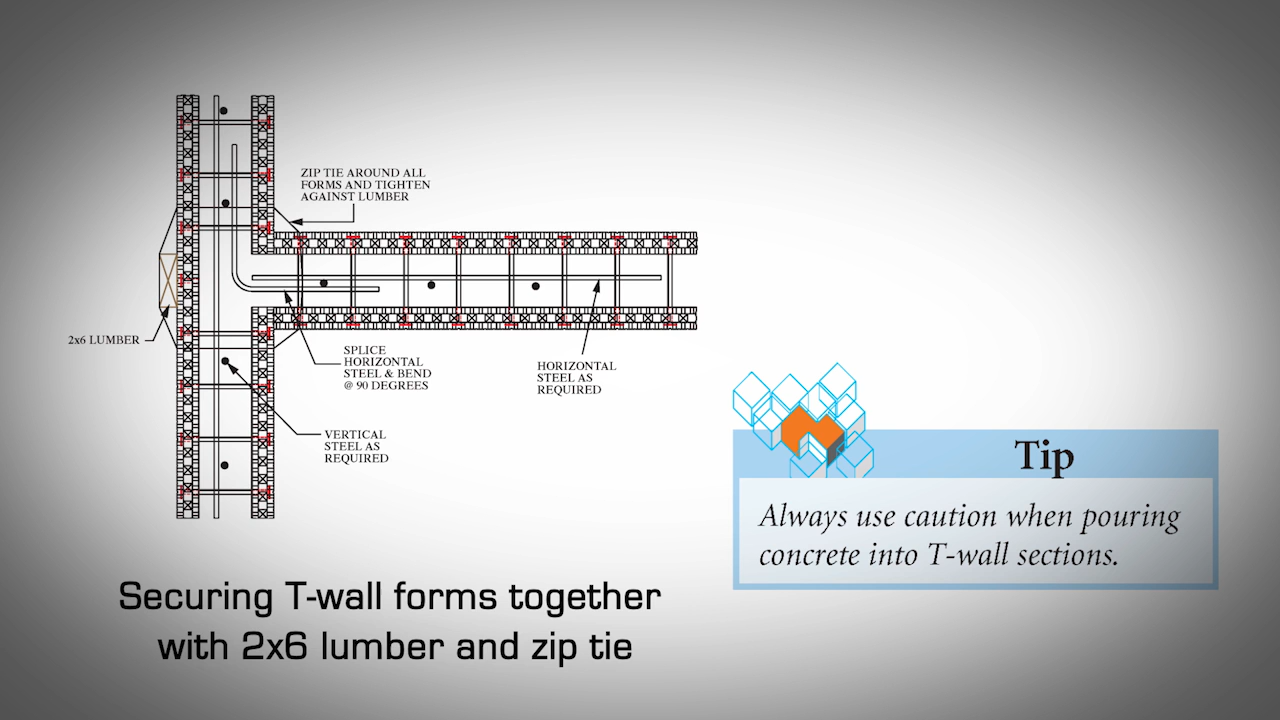 ZIP TIE AROUND ALL
FORMS AND TIGHTEN
AGAINST LUMBER
2x6 LUMBER
SPLICE
HORIZONTAL
STEEL & BEND
@ 90 DEGREES
HORIZONTAL
STEEL AS
REQUIRED
VERTICAL
STEEL AS
REQUIRED
Tip
Always use caution when pouring
concrete into T-wall sections.
Securing T-wall forms together
with 2x6 lumber and zip tie